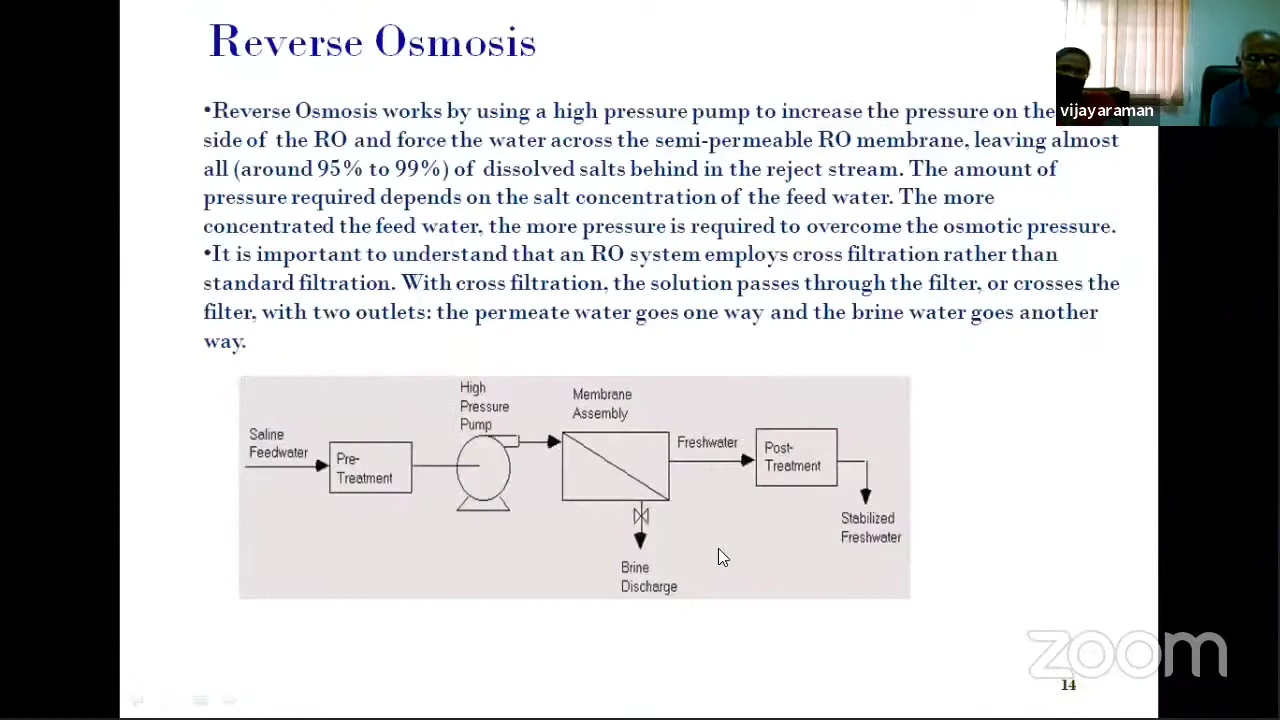 Reverse Osmosis
•Reverse Osmosis works by using a high pressure pump to increase the pressure on the
side of the RO and force the water across the semi-permeable RO membrane, leaving almost
all (around 95% to 99%) of dissolved salts behind in the reject stream. The amount of
pressure required depends on the salt concentration of the feed water. The more
concentrated the feed water, the more pressure is required to overcome the osmotic pressure.
•It is important to understand that an RO system employs cross filtration rather than
standard filtration. With cross filtration, the solution passes through the filter, or crosses the
filter, with two outlets: the permeate water goes one way and the brine water goes another
way.
vijayaraman
Saline
Feedwater
Pre-
Treatment
High
Pressure
Pump
Membrane
Assembly
Freshwater
Post-
Treatment
Stabilized
Freshwater
Brine
Discharge
zoom
14